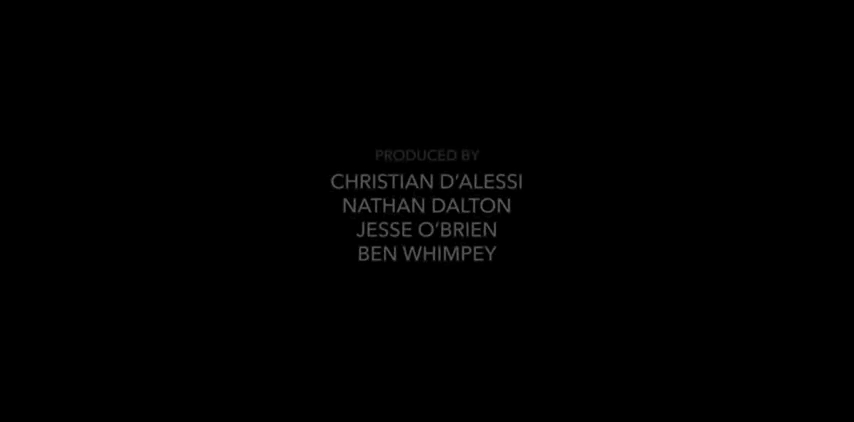 PRODUCED BY
CHRISTIAN D’ALESSI
NATHAN DALTON
JESSE O’BRIEN
BEN WHIMPEY